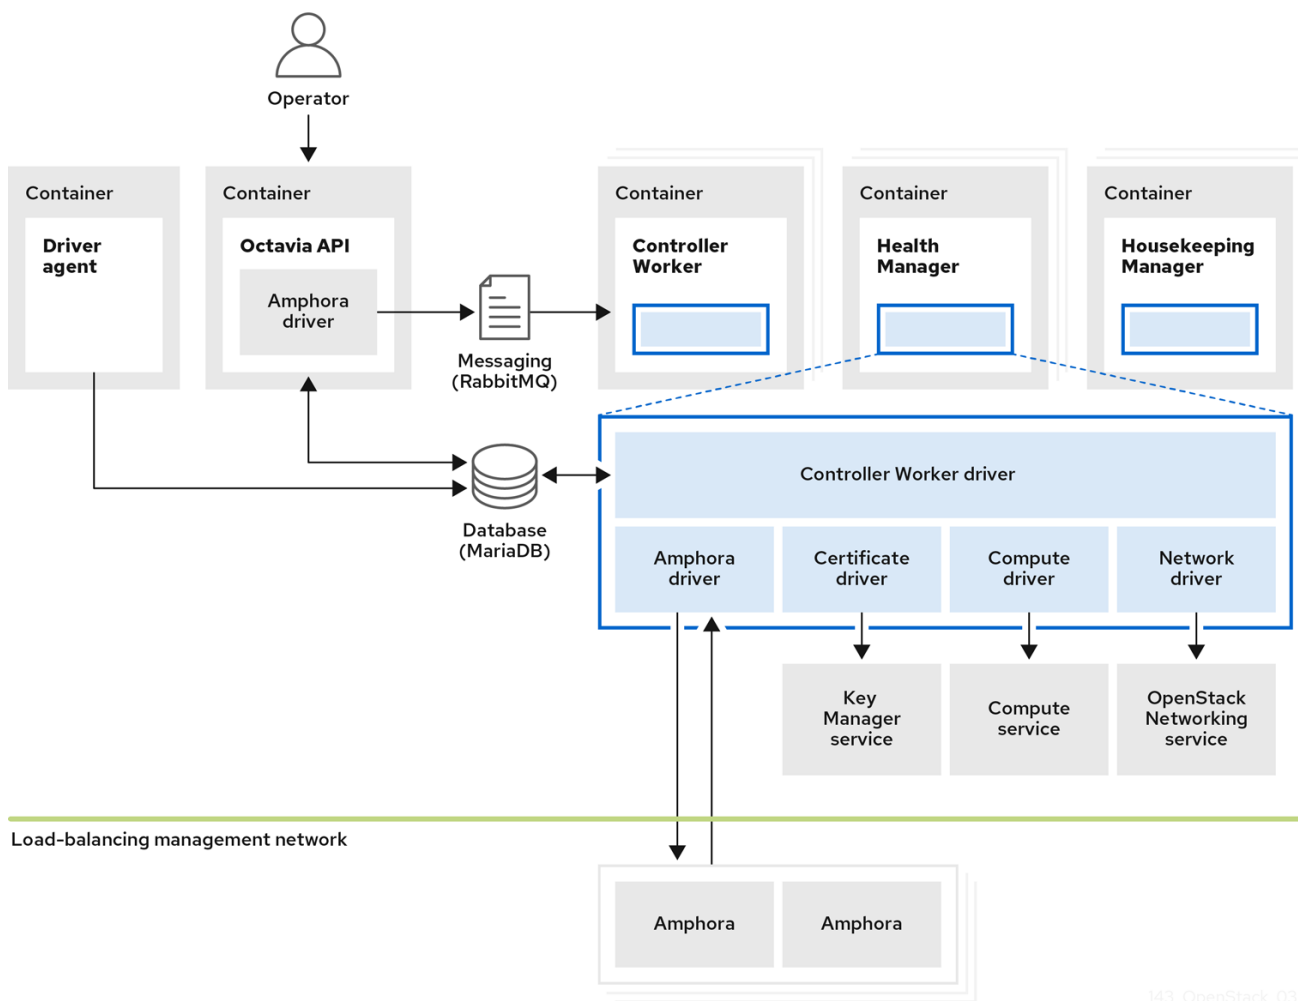 Operator
Container
Driver
agent
Container
Octavia API
Amphora
driver
Messaging
(RabbitMQ)
Container
Controller
Worker
Container
Health
Manager
Container
Housekeeping
Manager
Database
(MariaDB)
Controller Worker driver
Amphora
driver
Certificate
driver
Compute
driver
Network
driver
Key
Manager
service
Compute
service
OpenStack
Networking
service
Load-balancing management network
Amphora
Amphora
143_OpenStack_03